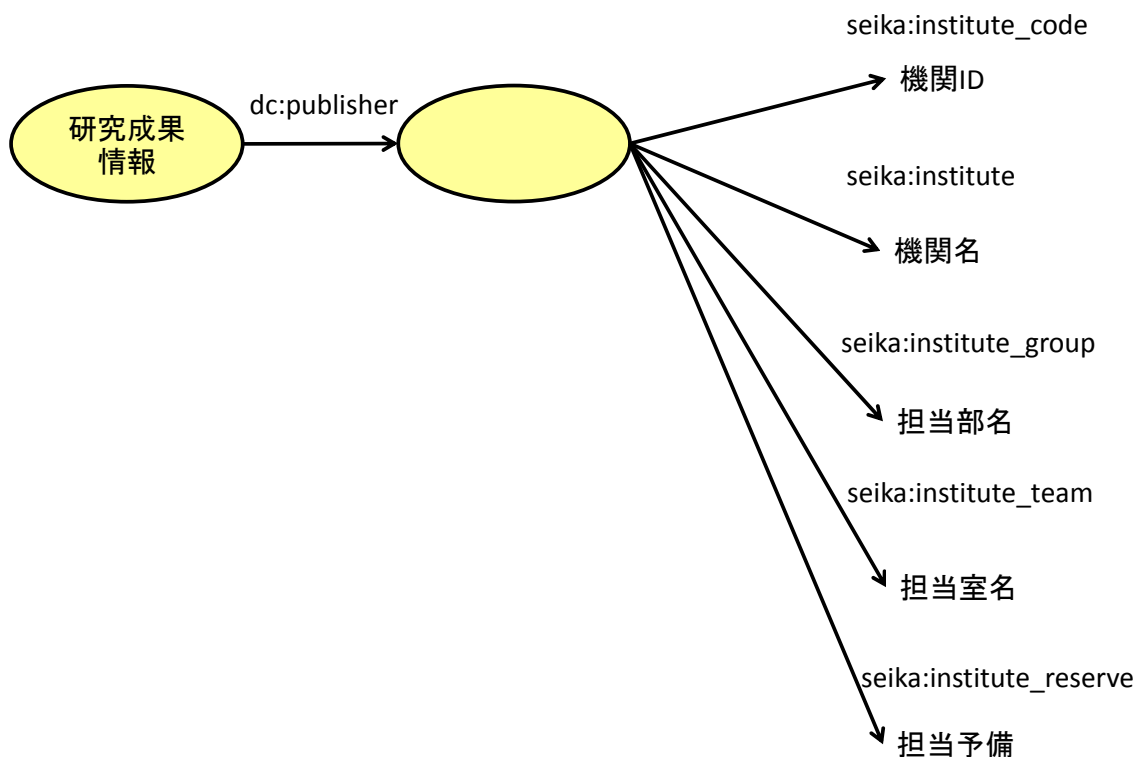 seika:institute_code
機関ID
dc:publisher
研究成果
情報
seika:institute
機関名
seika:institute_group
担当部名
seika:institute_team
担当室名
seika:institute_reserve
担当予備